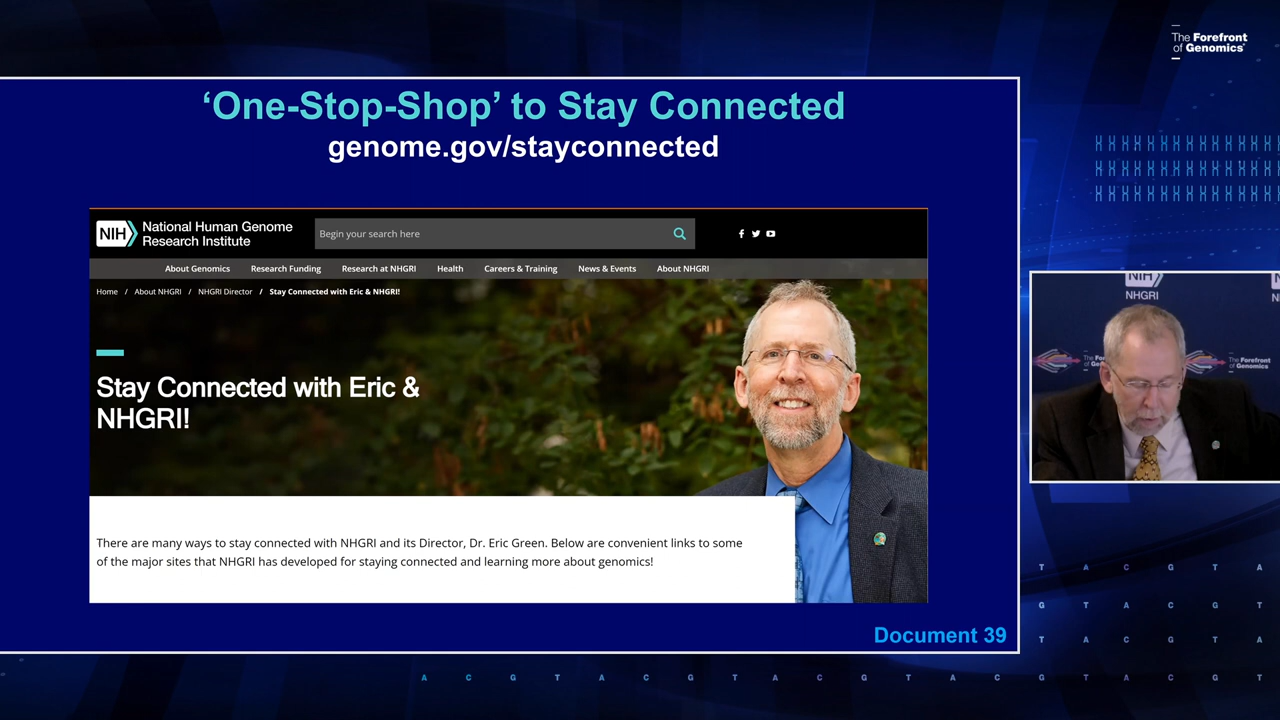 The Forefront
of Genomics®
‘One-Stop-Shop’ to Stay Connected
genome.gov/stayconnected
NIH National Human Genome
Research Institute
Begin your search here
About Genomics Research Funding Research at NHGRI Health Careers & Training News & Events About NHGRI
Home / About NHGRI / NHGRI Director / Stay Connected with Eric & NHGRI!
Stay Connected with Eric &
NHGRI!
There are many ways to stay connected with NHGRI and its Director, Dr. Eric Green. Below are convenient links to some
of the major sites that NHGRI has developed for staying connected and learning more about genomics!
Document 39
NIH
NHGRI
The Forefront
of Genomics
T A C G T A
G T A C G T
T A C G T A
A C G T A C G T A C G T A C G T A C G T